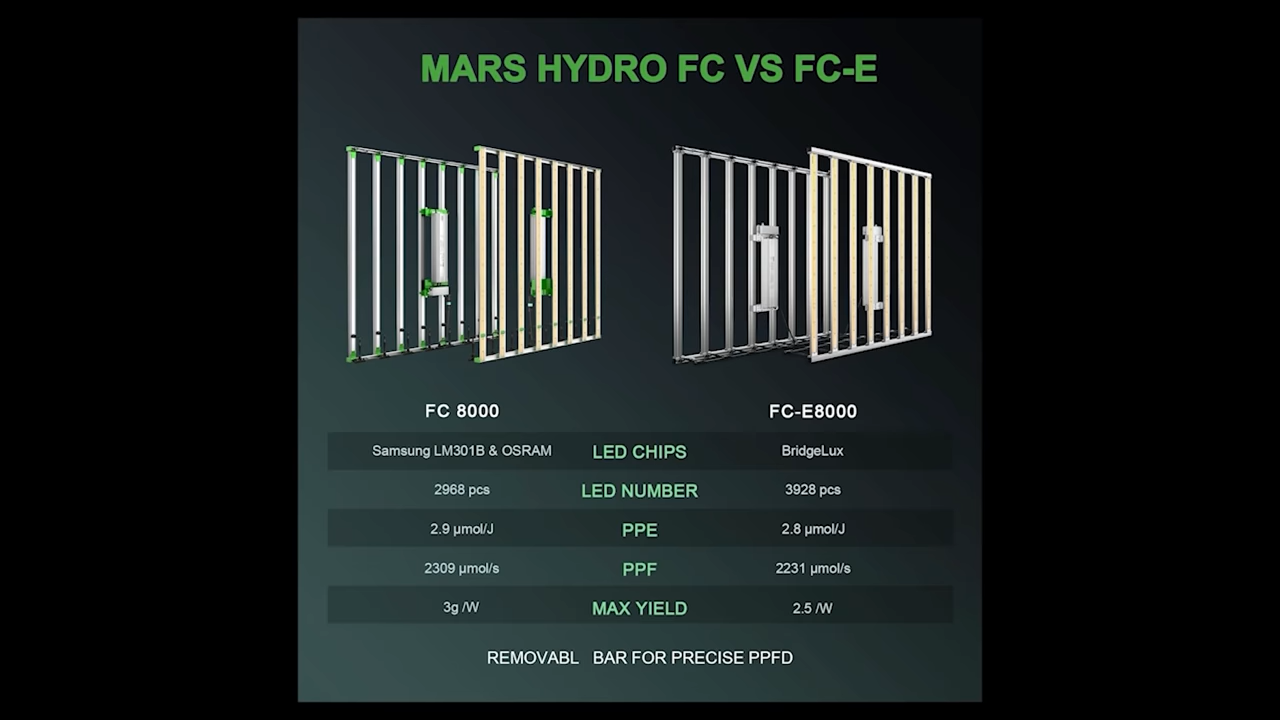 MARS HYDRO FC VS FC-E
FC 8000 FC-E8000
Samsung LM301B & OSRAM LED CHIPS BridgeLux
2968 pcs LED NUMBER 3928 pcs
2.9 µmol/J PPE 2.8 µmol/J
2309 µmol/s PPF 2231 µmol/s
3g /W MAX YIELD 2.5 /W
REMOVABL BAR FOR PRECISE PPFD